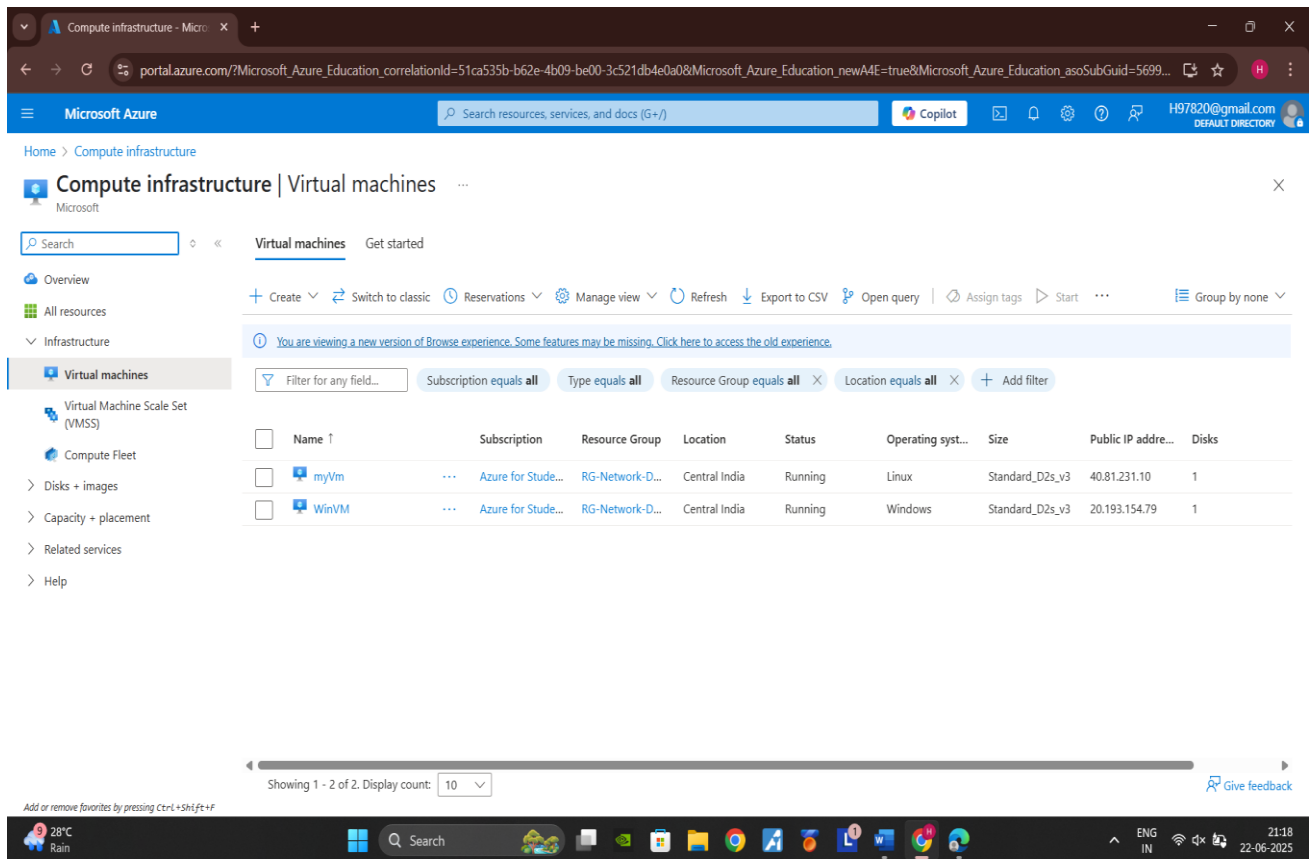 Compute infrastructure - Micro
portal.azure.com/?Microsoft_Azure_Education_correlationId=51ca535b-b62e-4b09-be00-3c521db4e0a0&Microsoft_Azure_Education_newA4E=true&Microsoft_Azure_Education_asoSubGuid=5699...
H
Microsoft Azure
Search resources, services, and docs (G+/)
Copilot
H97820@gmail.com
DEFAULT DIRECTORY
Home > Compute infrastructure
Compute infrastructure | Virtual machines ...
Microsoft
Search
Overview
All resources
Infrastructure
Virtual machines
Virtual Machine Scale Set
(VMSS)
Compute Fleet
Disks + images
Capacity + placement
Related services
Help
Virtual machines Get started
Create Switch to classic Reservations Manage view Refresh Export to CSV Open query Assign tags Start ... Group by none
You are viewing a new version of Browse experience. Some features may be missing. Click here to access the old experience.
Filter for any field... Subscription equals all Type equals all Resource Group equals all Location equals all Add filter
Name ↑ Subscription Resource Group Location Status Operating syst... Size Public IP addre... Disks
myVm ... Azure for Stude... RG-Network-D... Central India Running Linux Standard_D2s_v3 40.81.231.10 1
WinVM ... Azure for Stude... RG-Network-D... Central India Running Windows Standard_D2s_v3 20.193.154.79 1
Showing 1 - 2 of 2. Display count: 10
Give feedback
Add or remove favorites by pressing Ctrl+Shift+F
9
28°C
Rain
Search
1
ENG
IN
21:18
22-06-2025